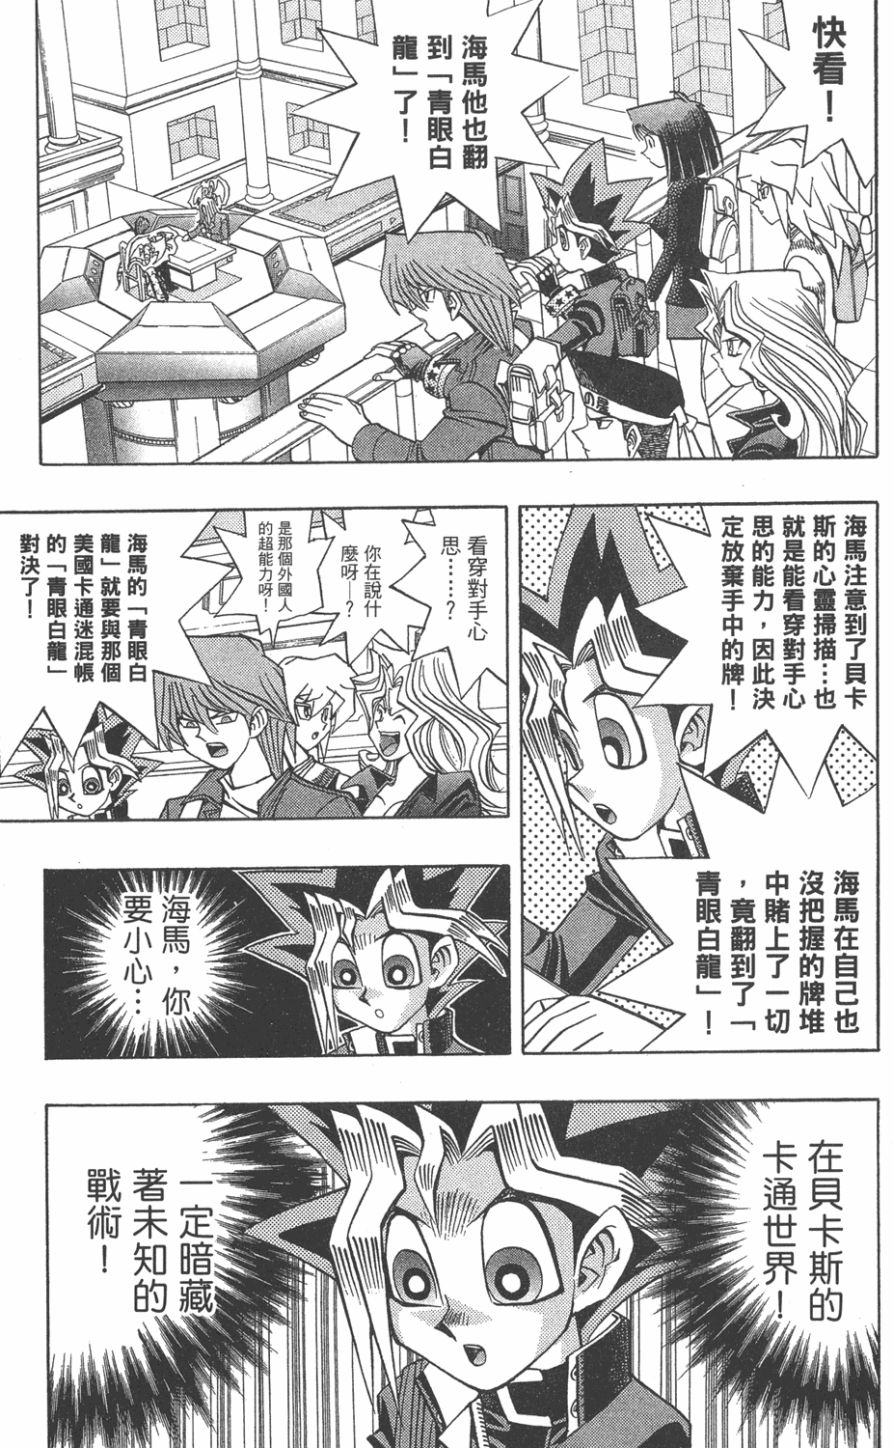 快看！
海馬他也翻
到「青眼白
龍」了！
の屋
海馬注意到了貝卡
斯的心靈掃描…也
就是能看穿對手心
思的能力，因此決
定放棄手中的牌！
海馬在自己也
沒把握的牌堆
中賭上了一切
，竟翻到了「
青眼白龍」！
看穿對手心
思……？
你在說什
麼呀—？
是那個外國人
的超能力呀！
海馬的「青眼白
龍」就要與那個
美國卡通迷混帳
的「青眼白龍」
對決了！
海馬，你
要小心…
在貝卡斯的
卡通世界！
一定暗藏
著未知的
戰術！